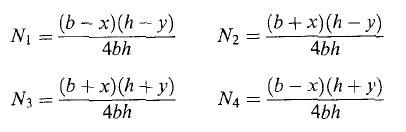 N₁ = (b − x)(h − y) / 4bh    N₂ = (b + x)(h − y) / 4bh
N₃ = (b + x)(h + y) / 4bh    N₄ = (b − x)(h + y) / 4bh